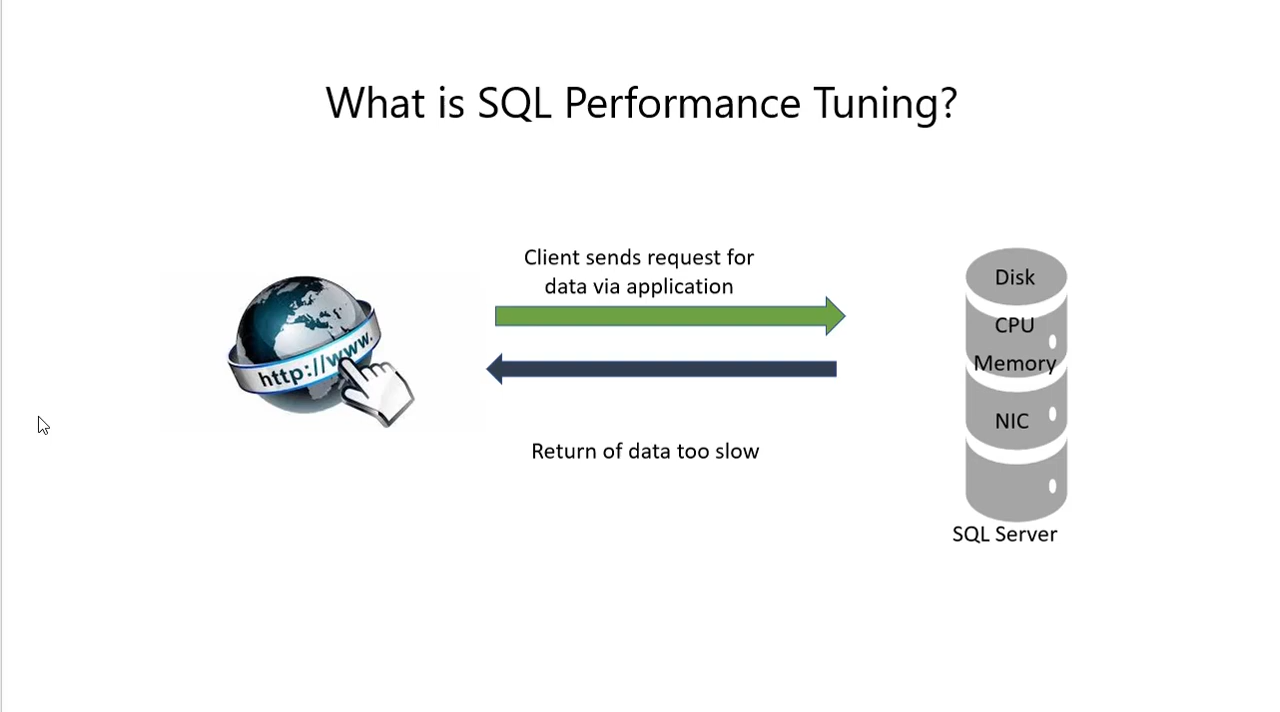 What is SQL Performance Tuning?
Client sends request for
data via application
http://www.
Return of data too slow
Disk
CPU
Memory
NIC
SQL Server